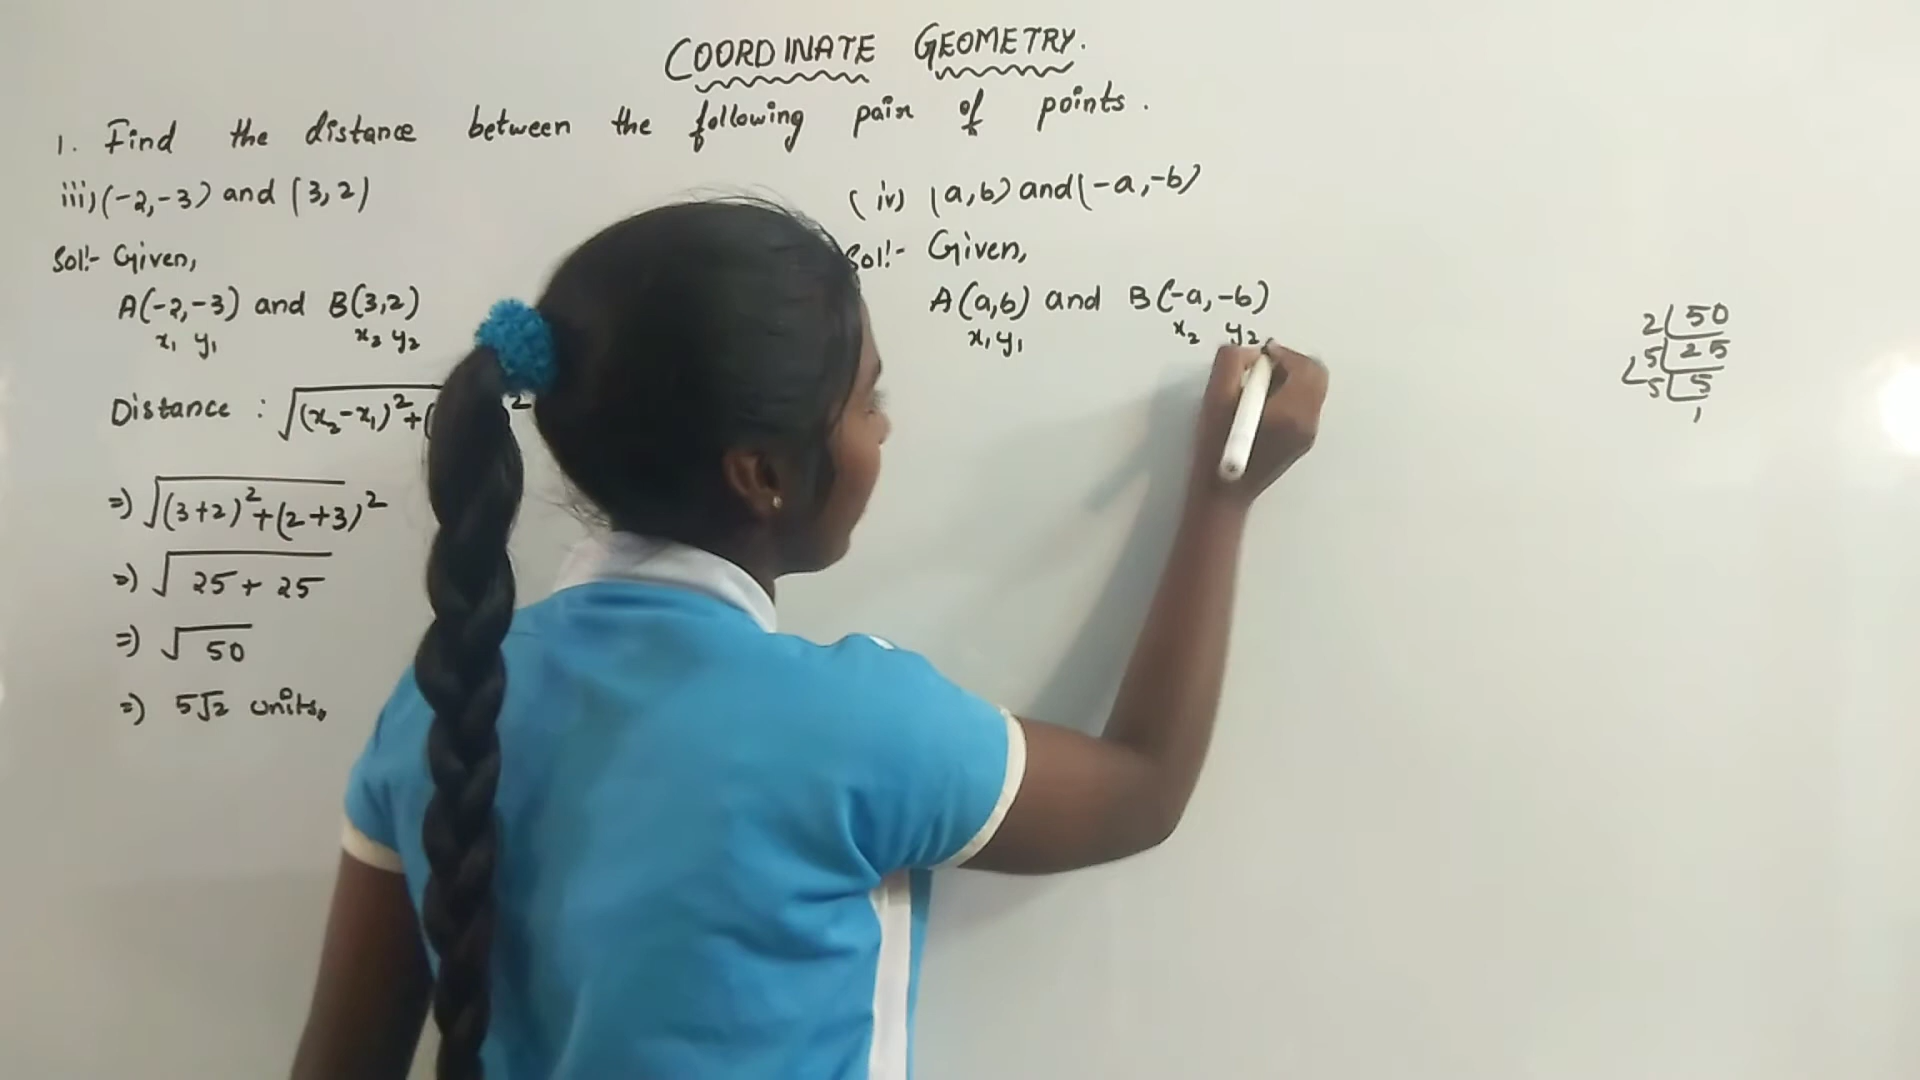 COORDINATE GEOMETRY.
1. Find the distance between the following pair of points.
iii) (-2,-3) and (3,2)
Sol:- Given,
A(-2,-3) and B(3,2)
x₁ y₁ x₂ y₂
Distance : √(x₂-x₁)²+( ²
=) √(3+2)²+(2+3)²
=) √25+25
=) √50
=) 5√2 units.
(iv) (a,b) and (-a,-b)
Sol:- Given,
A(a,b) and B(-a,-b)
x₁ y₁ x₂ y₂
2 50
5 25
5 5
1